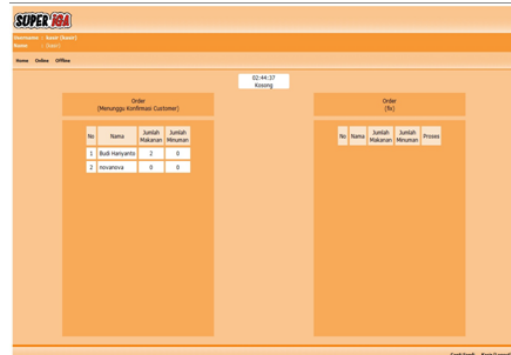 SUPER IGA
Username : kasir (kasir)
Name : (kasir)
Home Online Offline
02:44:37
Kosong
Order
(Menunggu Konfirmasi Customer)
No Nama Jumlah Makanan Jumlah Minuman
1 Budi Hariyanto 2 0
2 novanova 0 0
Order
(fix)
No Nama Jumlah Makanan Jumlah Minuman Proses